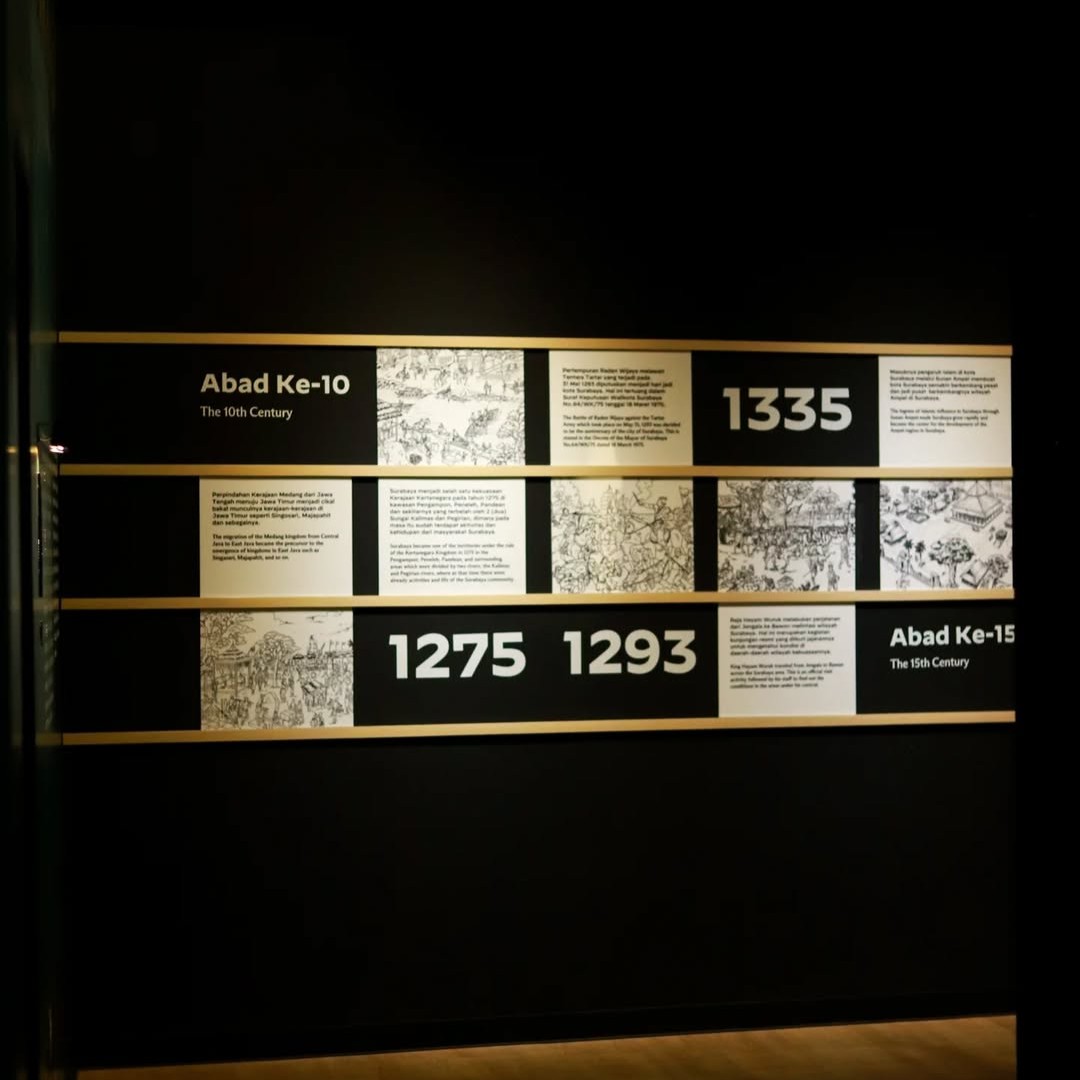 Abad Ke-10
The 10th Century
Perpindahan Kerajaan Medang dari Jawa
Tengah menuju Jawa Timur menjadi cikal
bakal munculnya kerajaan-kerajaan di
Jawa Timur seperti Singosari, Majapahit
dan sebagainya.
The migration of the Medang kingdom from Central
Java to East Java became the precursor to the
emergence of kingdoms in East Java such as
Singosari, Majapahit, and so on.
Surabaya menjadi salah satu kekuasaan
Kerajaan Kertanegara pada tahun 1275 di
kawasan Pengampon, Peneleh, Pandean
dan sekitarnya yang terbelah oleh 2 (dua)
Sungai Kalimas dan Pegirian, dimana pada
masa itu sudah terdapat aktivitas dan
kehidupan dari masyarakat Surabaya.
Surabaya became one of the territories under the rule
of the Kertanegara Kingdom in 1275 in the
Pengampon, Peneleh, Pandean, and surrounding
areas which were divided by two rivers, the Kalimas
and Pegirian rivers, where at that time there were
already activities and life of the Surabaya community.
1275
Pertempuran Raden Wijaya melawan
Tentara Tartar yang terjadi pada
31 Mei 1293 diputuskan menjadi hari jadi
kota Surabaya. Hal ini tertuang dalam
Surat Keputusan Walikota Surabaya
No.64/WK/75 tanggal 18 Maret 1975.
The Battle of Raden Wijaya against the Tartar
Army which took place on May 31, 1293 was decided
to be the anniversary of the city of Surabaya. This is
stated in the Decree of the Mayor of Surabaya
No.64/WK/75 dated 18 March 1975.
1293
1335
Raja Hayam Wuruk melakukan perjalanan
dari Jenggala ke Bawean melintasi wilayah
Surabaya. Hal ini merupakan kegiatan
kunjungan resmi yang diikuti jajarannya
untuk mengetahui kondisi di
daerah-daerah wilayah kekuasaannya.
King Hayam Wuruk traveled from Jengala to Bawean
across the Surabaya area. This is an official visit
activity followed by his staff to find out the
conditions in the areas under his control.
Masuknya pengaruh Islam di kota
Surabaya melalui Sunan Ampel membuat
kota Surabaya semakin berkembang pesat
dan jadi pusat berkembangnya wilayah
Ampel di Surabaya.
The ingress of Islamic influence in Surabaya through
Sunan Ampel made Surabaya grow rapidly and
became the center for the development of the
Ampel region in Surabaya.
Abad Ke-15
The 15th Century